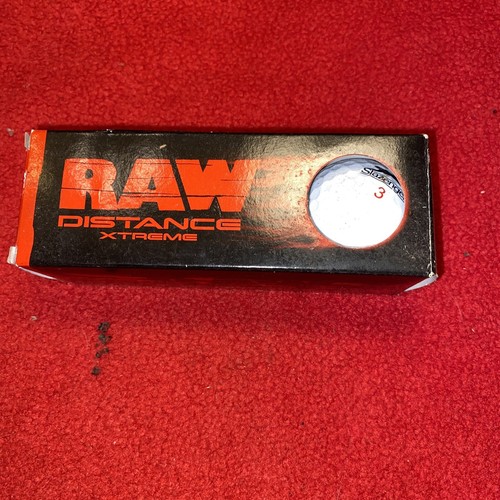 RAW
DISTANCE
XTREME
Slazenger
3